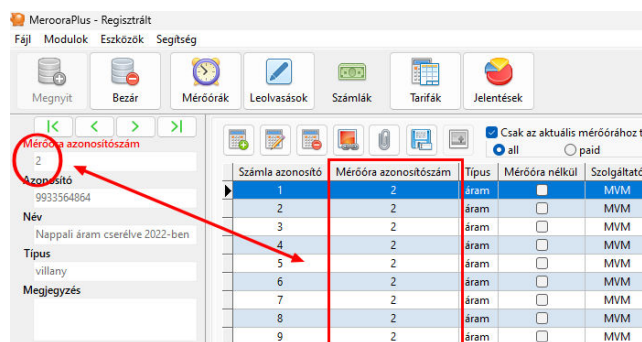 MerooraPlus - Regisztrált
Fájl Modulok Eszközök Segítség
Megnyit Bezár Mérőórák Leolvasások Számlák Tarifák Jelentések
Mérőóra azonosítószám
2
Azonosító
9933564864
Név
Nappali áram cserélve 2022-ben
Típus
villany
Megjegyzés
Csak az aktuális mérőórához t
all paid
Számla azonosító Mérőóra azonosítószám Típus Mérőóra nélkül Szolgáltató
1 2 áram MVM
2 2 áram MVM
3 2 áram MVM
4 2 áram MVM
5 2 áram MVM
6 2 áram MVM
7 2 áram MVM
8 2 áram MVM
9 2 áram MVM